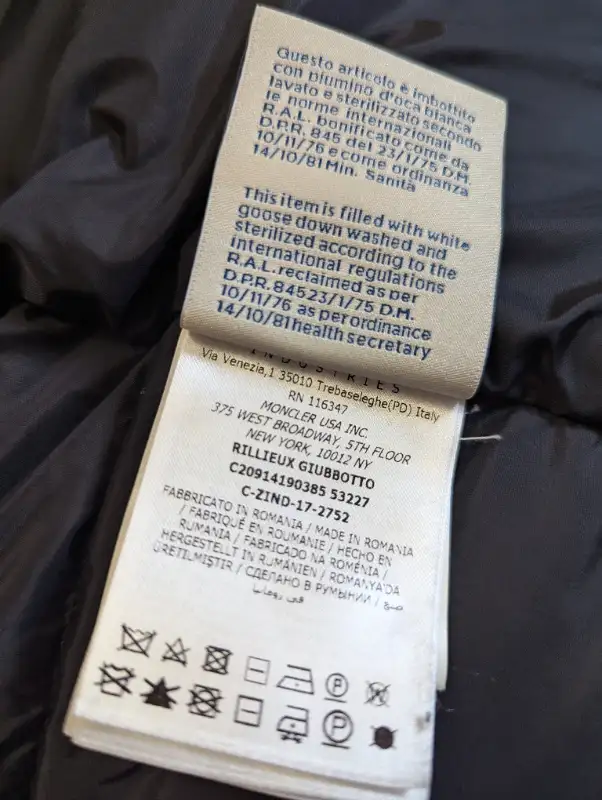 Questo articolo è imbottito
con piumino d'oca bianca
lavato e sterilizzato secondo
le norme internazionali
R.A.L. bonificato come da
D.P.R. 845 del 23/1/75 D.M.
10/11/76 e come ordinanza
14/10/81 Min. Sanità
This item is filled with white
goose down washed and
sterilized according to the
international regulations
R.A.L. reclaimed as per
D.P.R. 84523/1/75 D.M.
10/11/76 as per ordinance
14/10/81 health secretary
INDUSTRIES
Via Venezia,1 35010 Trebaseleghe(PD) Italy
RN 116347
MONCLER USA INC.
375 WEST BROADWAY, 5TH FLOOR
NEW YORK, 10012 NY
RILLIEUX GIUBBOTTO
C20914190385 53227
C-ZIND-17-2752
FABBRICATO IN ROMANIA / MADE IN ROMANIA
/ FABRIQUÉ EN ROUMANIE / HECHO EN
RUMANIA / FABRICADO NA ROMÉNIA /
HERGESTELLT IN RUMÄNIEN / ROMANYA'DA
ÜRETILMIŞTIR / СДЕЛАНО В РУМЫНИИ / صنع
في رومانيا
P
P